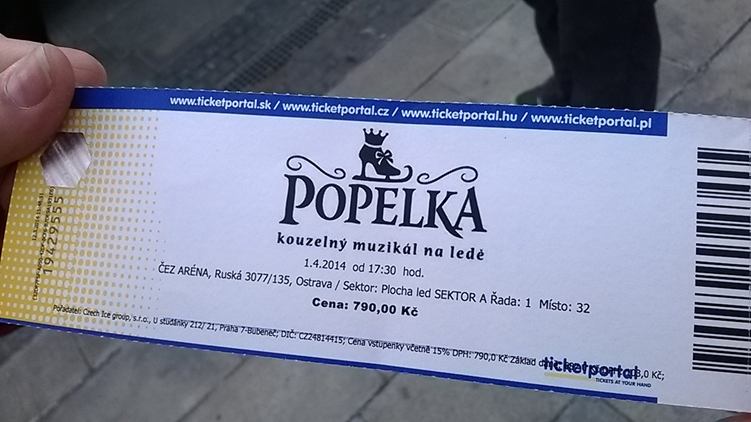 www.ticketportal.sk / www.ticketportal.cz / www.ticketportal.hu / www.ticketportal.pl
POPELKA
kouzelný muzikál na ledě
1.4.2014 od 17:30 hod.
ČEZ ARÉNA, Ruská 3077/135, Ostrava / Sektor: Plocha led SEKTOR A Řada: 1 Místo: 32
Cena: 790,00 Kč
Pořadatel: Czech Ice group, s.r.o., U studánky 212/ 21, Praha 7-Bubeneč; DIČ: CZ24814415; Cena vstupenky včetně 15% DPH: 790,0 Kč Základ Kč;
ticketportal
TICKETS AT YOUR HAND
19429555